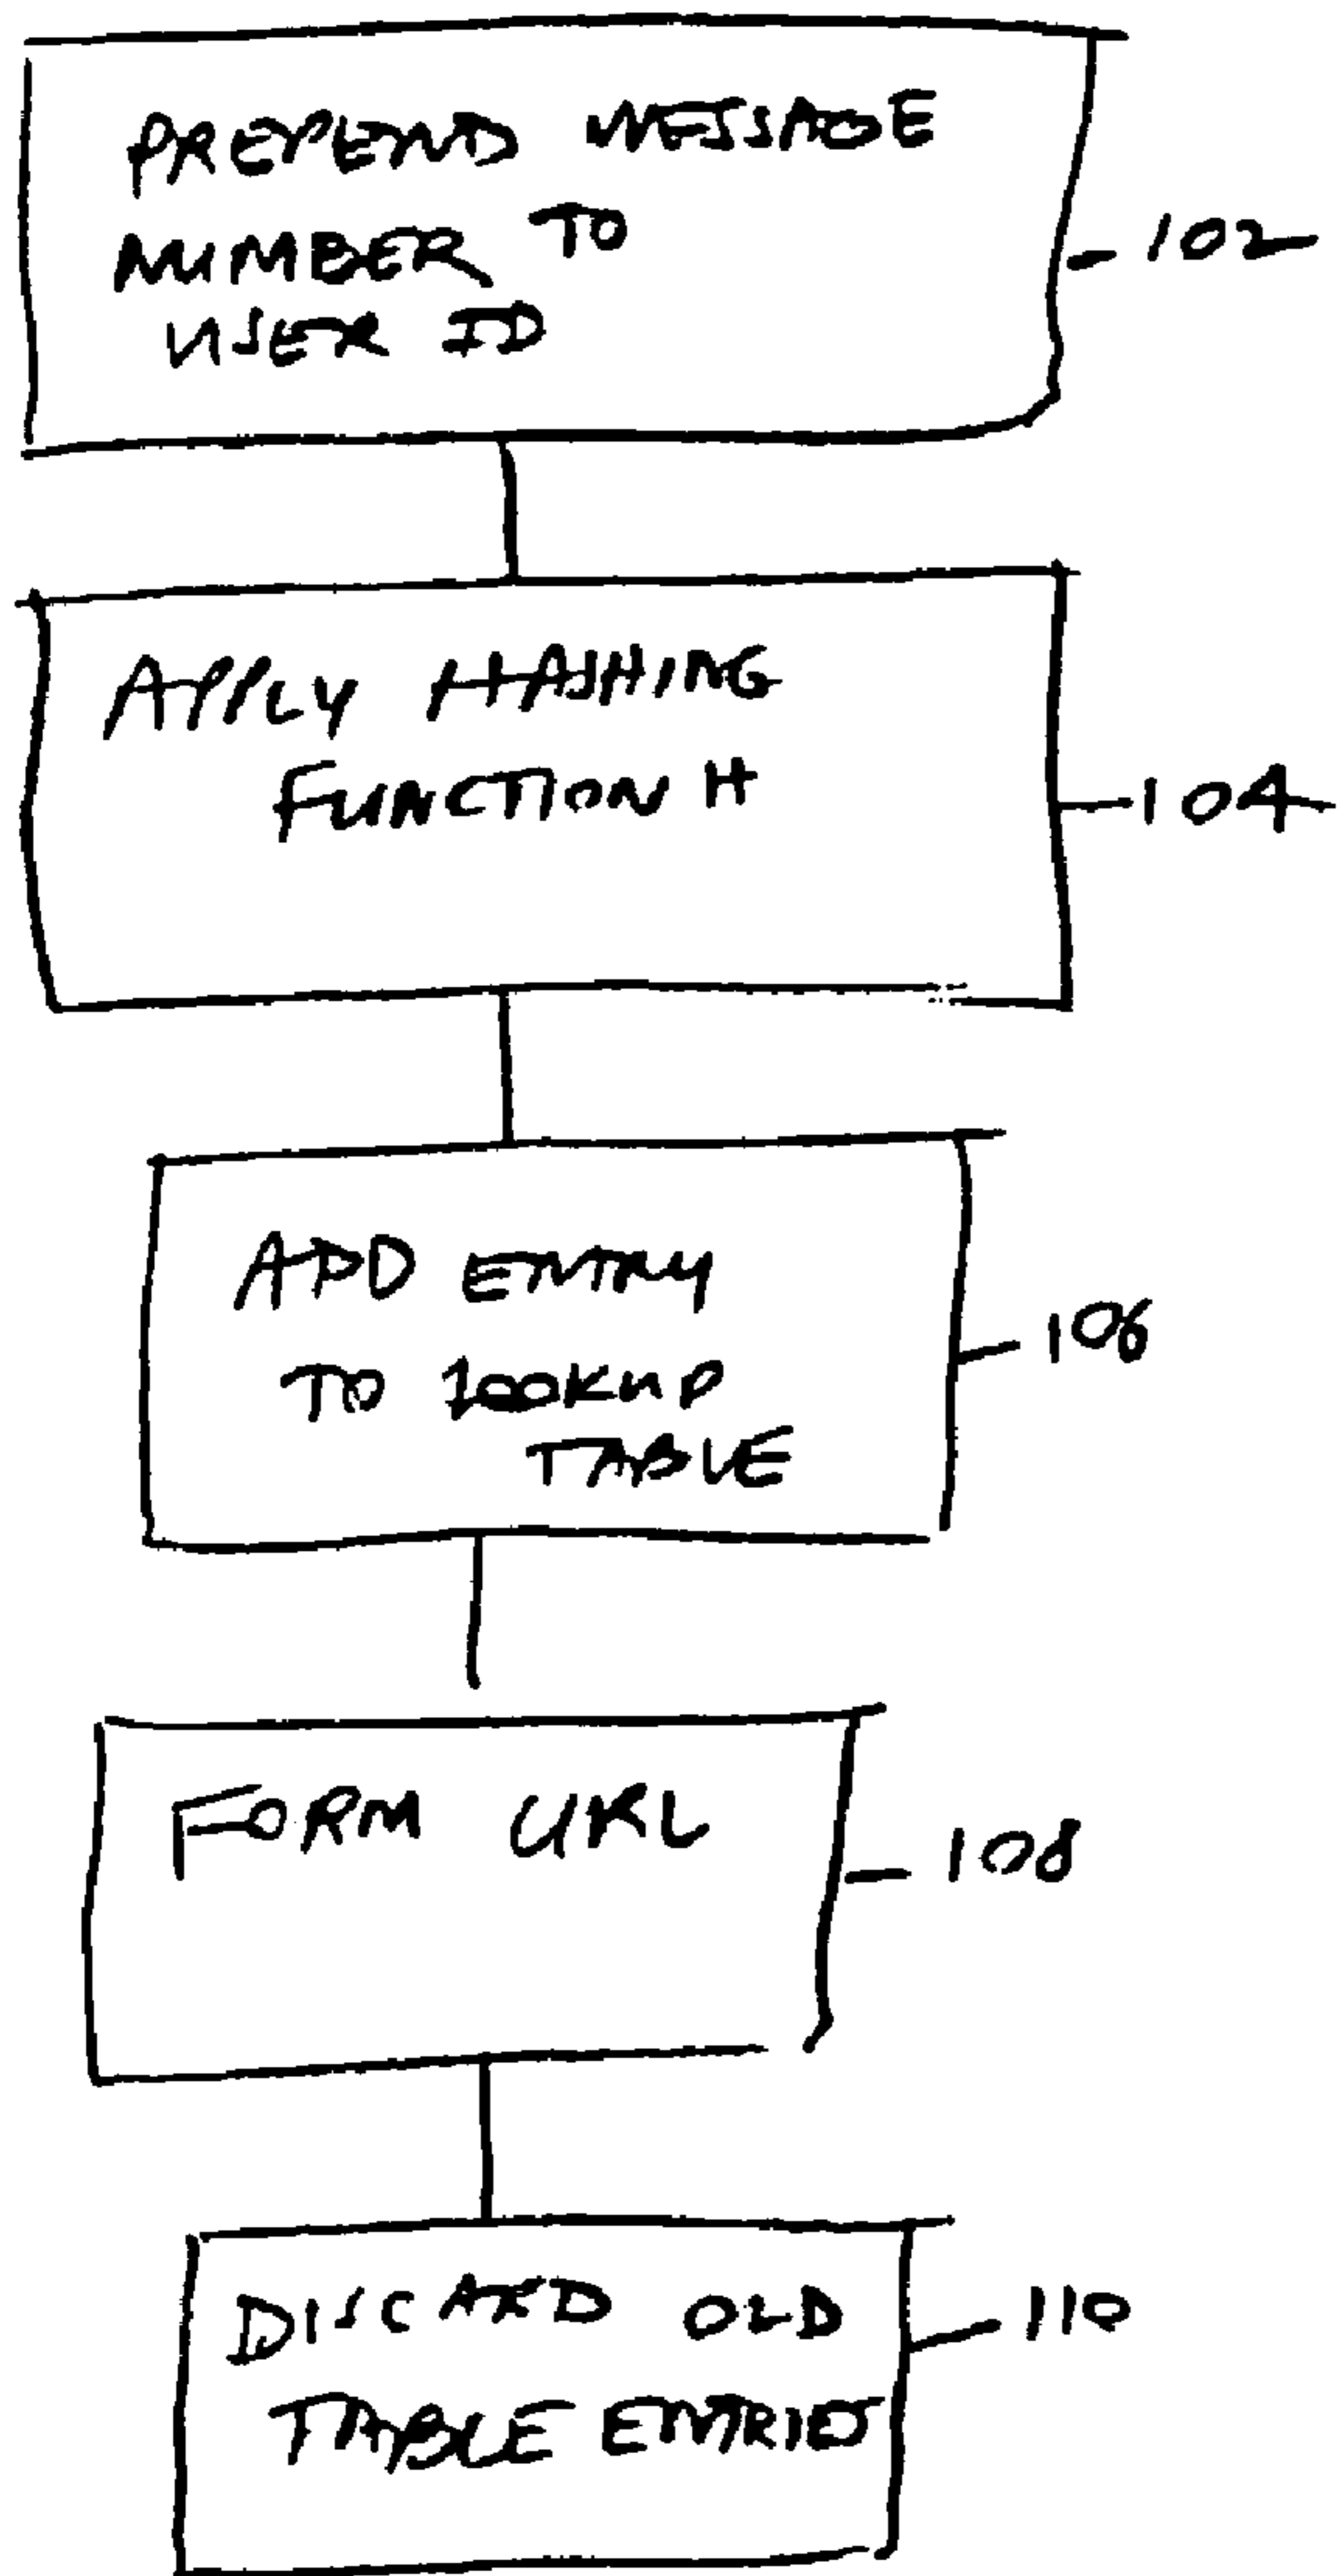 PREPEND MESSAGE
NUMBER TO
USER ID
102
APPLY HASHING
FUNCTION H
104
ADD ENTRY
TO LOOKUP
TABLE
106
FORM URL
108
DISCARD OLD
TABLE ENTRIES
110